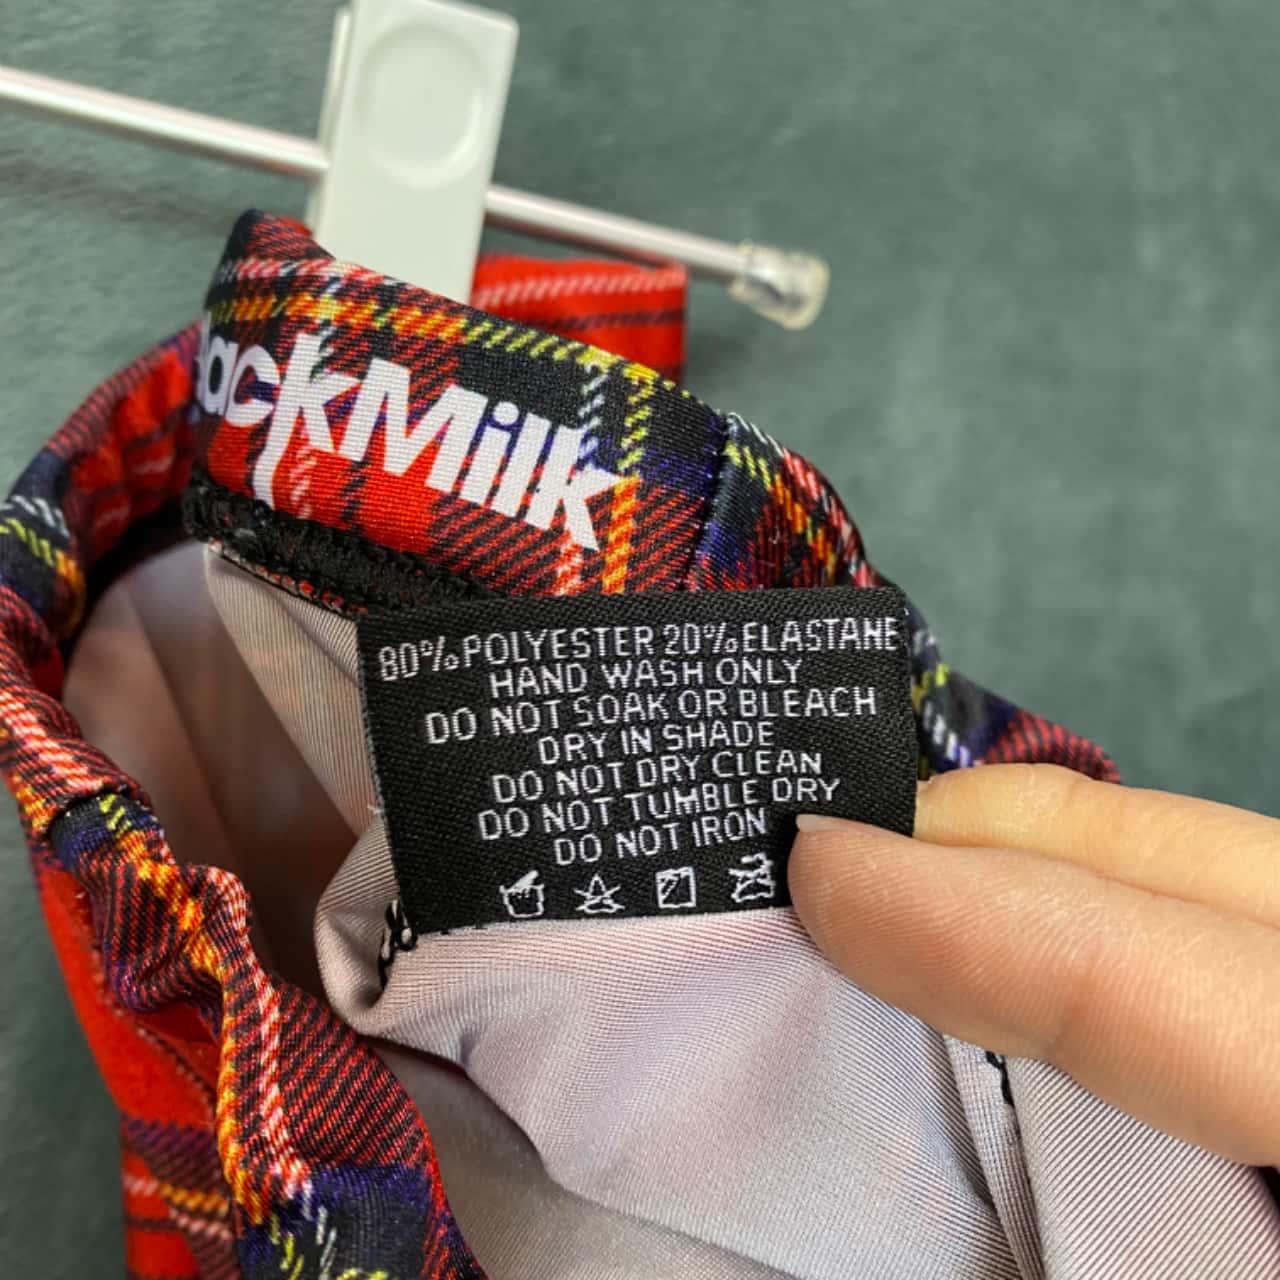 lackMilk
80% POLYESTER 20% ELASTANE
HAND WASH ONLY
DO NOT SOAK OR BLEACH
DRY IN SHADE
DO NOT DRY CLEAN
DO NOT TUMBLE DRY
DO NOT IRON